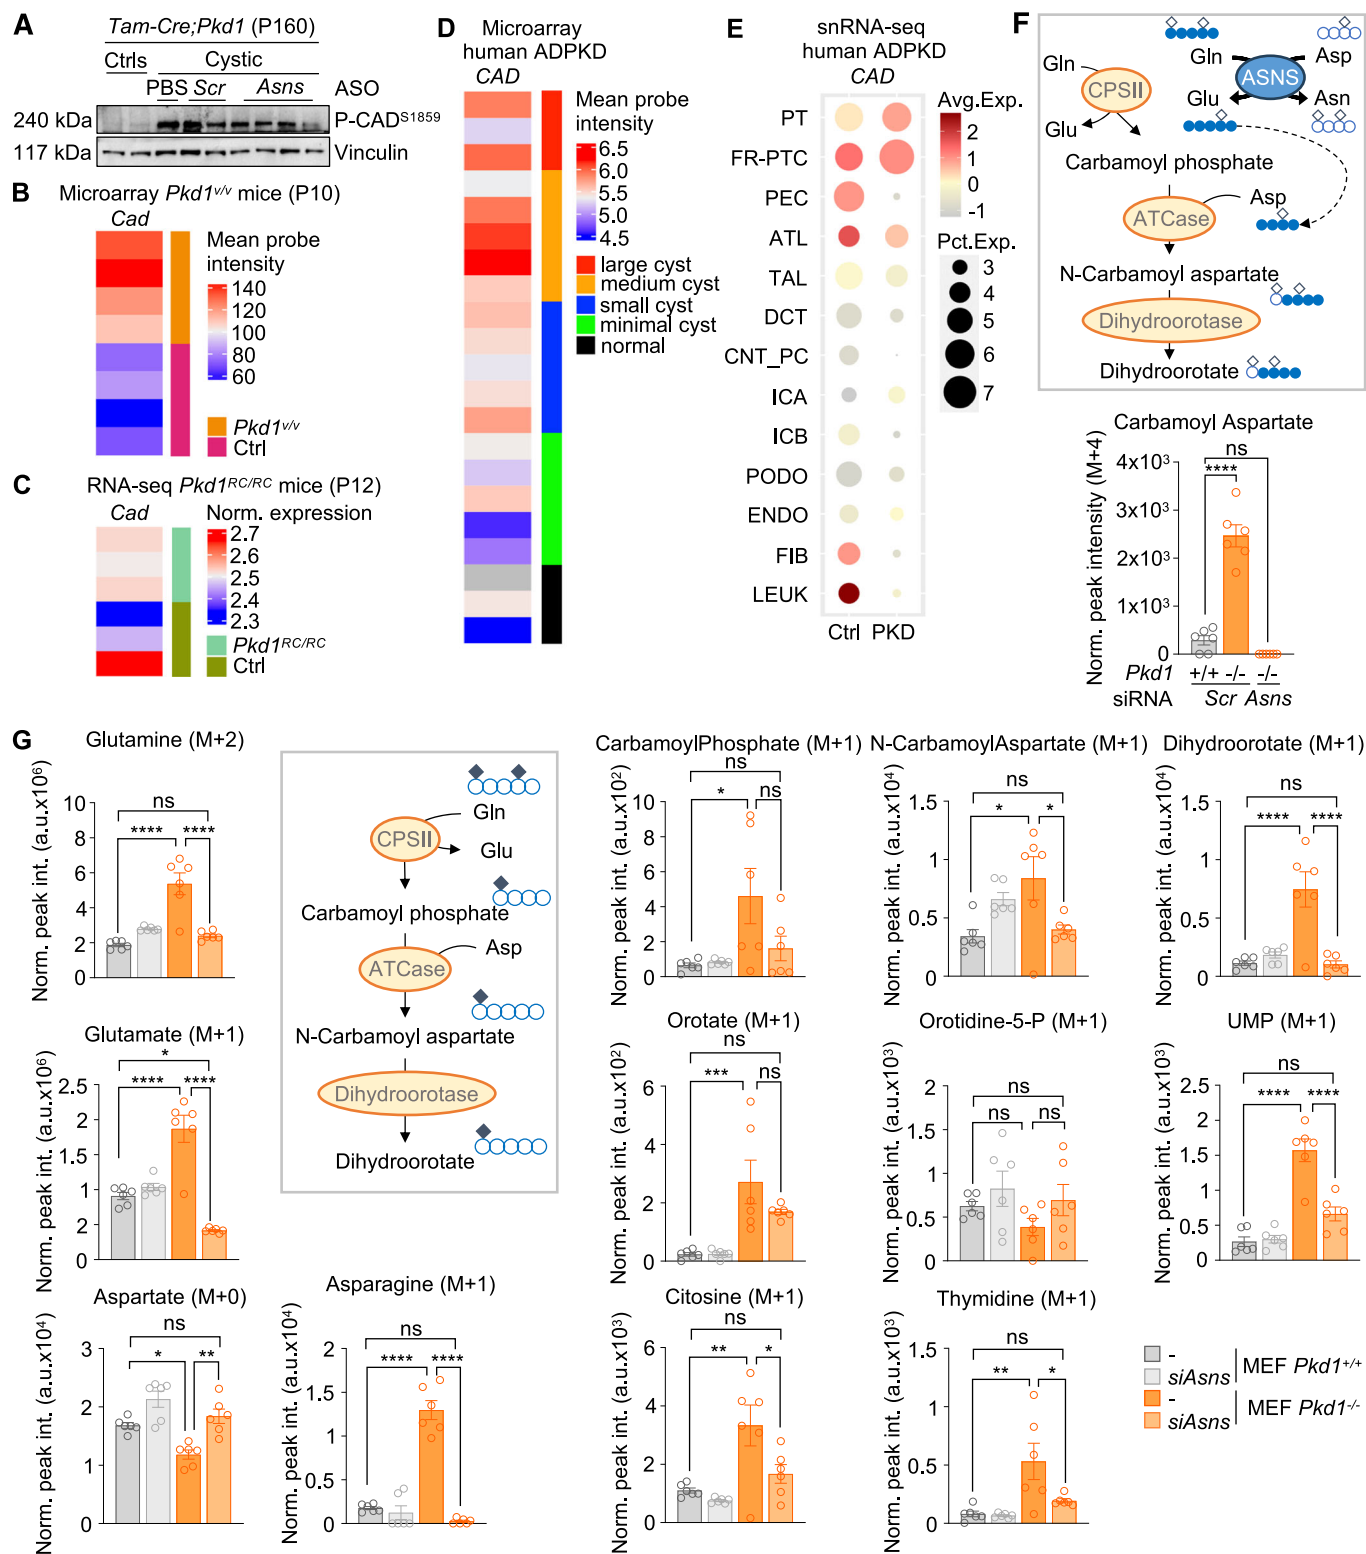 A
Tam-Cre;Pkd1 (P160)
Ctrls Cystic
PBS Scr Asns ASO
240 kDa P-CAD^S1859
117 kDa Vinculin
B
Microarray Pkd1^v/v mice (P10)
Cad
Mean probe
intensity
140
120
100
80
60
Pkd1^v/v
Ctrl
C
RNA-seq Pkd1^RC/RC mice (P12)
Cad Norm. expression
2.7
2.6
2.5
2.4
2.3
Pkd1^RC/RC
Ctrl
D
Microarray
human ADPKD
CAD
Mean probe
intensity
6.5
6.0
5.5
5.0
4.5
large cyst
medium cyst
small cyst
minimal cyst
normal
E
snRNA-seq
human ADPKD
CAD
PT
FR-PTC
PEC
ATL
TAL
DCT
CNT_PC
ICA
ICB
PODO
ENDO
FIB
LEUK
Ctrl PKD
Avg.Exp.
2
1
0
-1
Pct.Exp.
3
4
5
6
7
F
Gln Gln Asp
CPSII ASNS
Glu Glu Asn
Carbamoyl phosphate
Asp
ATCase
N-Carbamoyl aspartate
Dihydroorotase
Dihydroorotate
Carbamoyl Aspartate
Norm. peak intensity (M+4)
ns
****
4x10³
3x10³
2x10³
1x10³
0
Pkd1 +/+ -/- -/-
siRNA Scr Asns
G
Glutamine (M+2)
Norm. peak int. (a.u.x10⁶)
ns
**** ****
10
8
6
4
2
0
Gln
CPSII
Glu
Carbamoyl phosphate
Asp
ATCase
N-Carbamoyl aspartate
Dihydroorotase
Dihydroorotate
CarbamoylPhosphate (M+1)
Norm. peak int. (a.u.x10²)
ns
* ns
10
8
6
4
2
0
N-CarbamoylAspartate (M+1)
Norm. peak int. (a.u.x10⁴)
ns
* *
1.5
1
0.5
0
Dihydroorotate (M+1)
Norm. peak int. (a.u.x10⁴)
ns
**** ****
1.5
1
0.5
0
Glutamate (M+1)
Norm. peak int. (a.u.x10⁶)
*
**** ****
2.5
2
1.5
1
2
0
Orotate (M+1)
Norm. peak int. (a.u.x10²)
ns
*** ns
6
4
2
0
Orotidine-5-P (M+1)
Norm. peak int. (a.u.x10⁴)
ns
ns ns
2
1.5
1
0.5
0
UMP (M+1)
Norm. peak int. (a.u.x10³)
ns
**** ****
2.5
2
1.5
1
0.5
0
Aspartate (M+0)
Norm. peak int. (a.u.x10⁴)
ns
* **
3
2
1
0
Asparagine (M+1)
Norm. peak int. (a.u.x10⁴)
ns
**** ****
2
1.5
1
0.5
0
Citosine (M+1)
Norm. peak int. (a.u.x10³)
ns
** *
6
4
2
0
Thymidine (M+1)
Norm. peak int. (a.u.x10³)
ns
** *
1.5
1
0.5
0
-
siAsns MEF Pkd1^+/+
-
siAsns MEF Pkd1^-/-